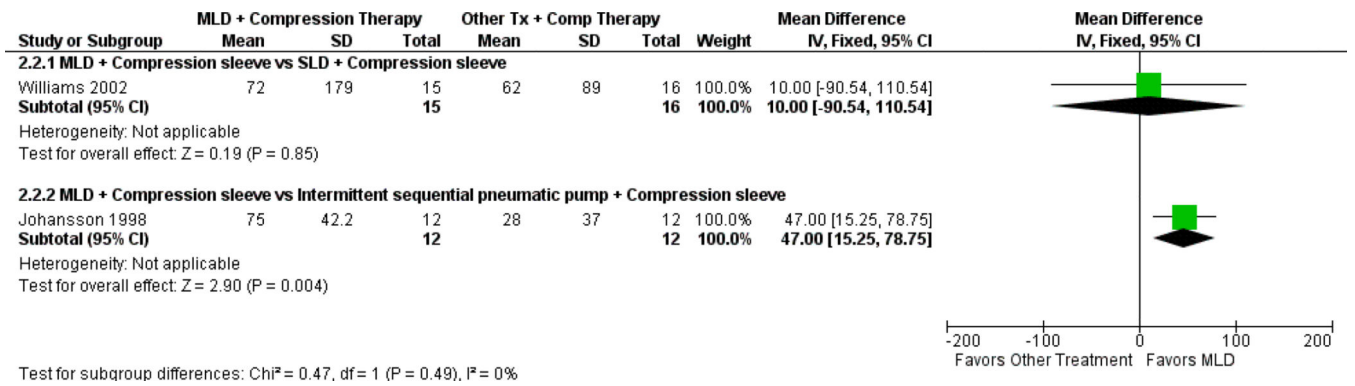 MLD + Compression Therapy Other Tx + Comp Therapy Mean Difference Mean Difference
Study or Subgroup Mean SD Total Mean SD Total Weight IV, Fixed, 95% CI IV, Fixed, 95% CI
2.2.1 MLD + Compression sleeve vs SLD + Compression sleeve
Williams 2002 72 179 15 62 89 16 100.0% 10.00 [-90.54, 110.54]
Subtotal (95% CI) 15 16 100.0% 10.00 [-90.54, 110.54]
Heterogeneity: Not applicable
Test for overall effect: Z = 0.19 (P = 0.85)
2.2.2 MLD + Compression sleeve vs Intermittent sequential pneumatic pump + Compression sleeve
Johansson 1998 75 42.2 12 28 37 12 100.0% 47.00 [15.25, 78.75]
Subtotal (95% CI) 12 12 100.0% 47.00 [15.25, 78.75]
Heterogeneity: Not applicable
Test for overall effect: Z = 2.90 (P = 0.004)
-200 -100 0 100 200
Favors Other Treatment Favors MLD
Test for subgroup differences: Chi² = 0.47, df = 1 (P = 0.49), I² = 0%